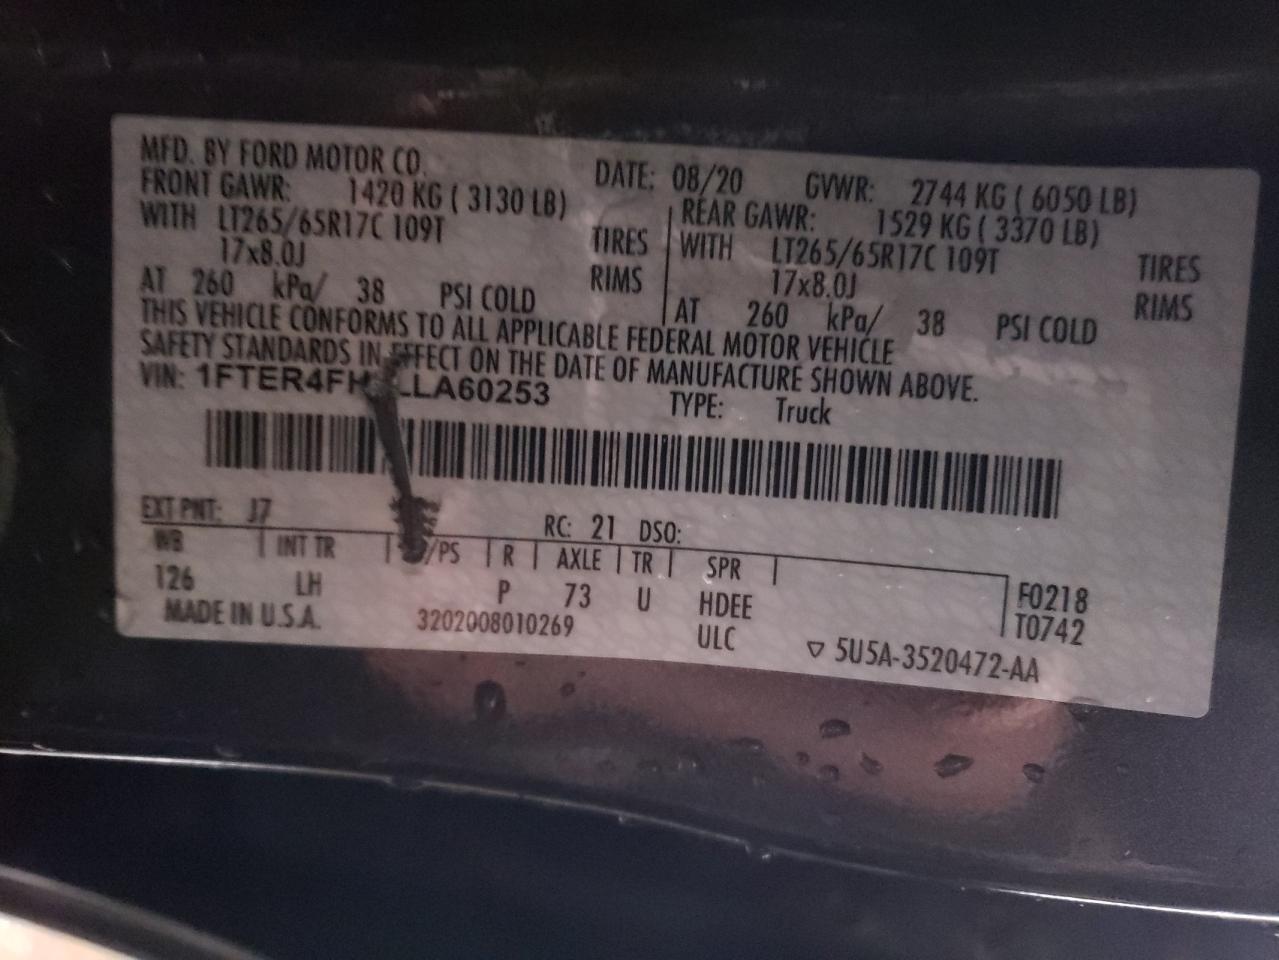 MFD. BY FORD MOTOR CO. DATE: 08/20 GVWR: 2744 KG ( 6050 LB)
FRONT GAWR: 1420 KG ( 3130 LB) REAR GAWR: 1529 KG ( 3370 LB)
WITH LT265/65R17C 109T TIRES WITH LT265/65R17C 109T TIRES
17x8.0J RIMS 17x8.0J RIMS
AT 260 kPa/ 38 PSI COLD AT 260 kPa/ 38 PSI COLD
THIS VEHICLE CONFORMS TO ALL APPLICABLE FEDERAL MOTOR VEHICLE
SAFETY STANDARDS IN EFFECT ON THE DATE OF MANUFACTURE SHOWN ABOVE.
VIN: TYPE: Truck
EXT PNT: J7 RC: 21 DSO:
WB INT TR /PS R AXLE TR SPR
126 LH P 73 U HDEE F0218
MADE IN U.S.A. 3202008010269 ULC T0742
▽ 5U5A-3520472-AA